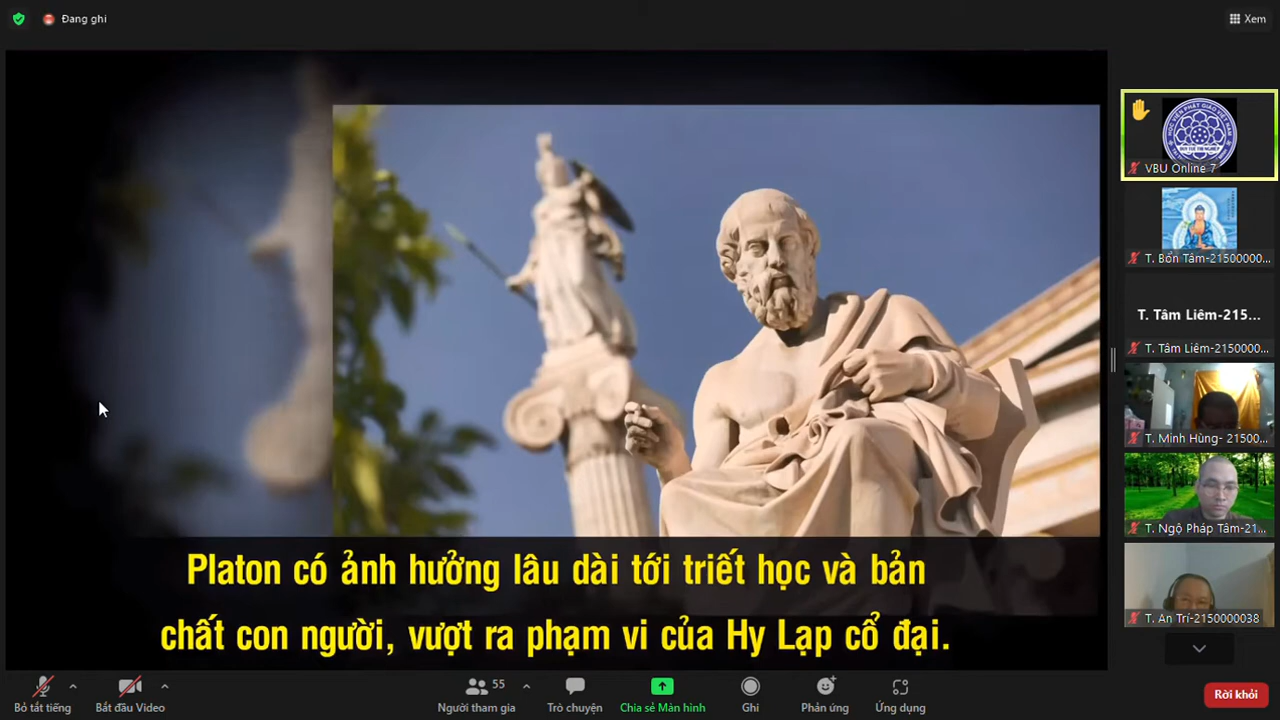 Đang ghi
Xem
Platon có ảnh hưởng lâu dài tới triết học và bản
chất con người, vượt ra phạm vi của Hy Lạp cổ đại.
VBU Online 7
T. Bổn Tâm-21500000...
T. Tâm Liêm-215...
T. Tâm Liêm-2150000...
T. Minh Hùng- 21500...
T. Ngộ Pháp Tâm-21...
T. An Trí-2150000038
Bỏ tắt tiếng
Bắt đầu Video
55
Người tham gia
Trò chuyện
Chia sẻ Màn hình
Ghi
Phản ứng
Ứng dụng
Rời khỏi